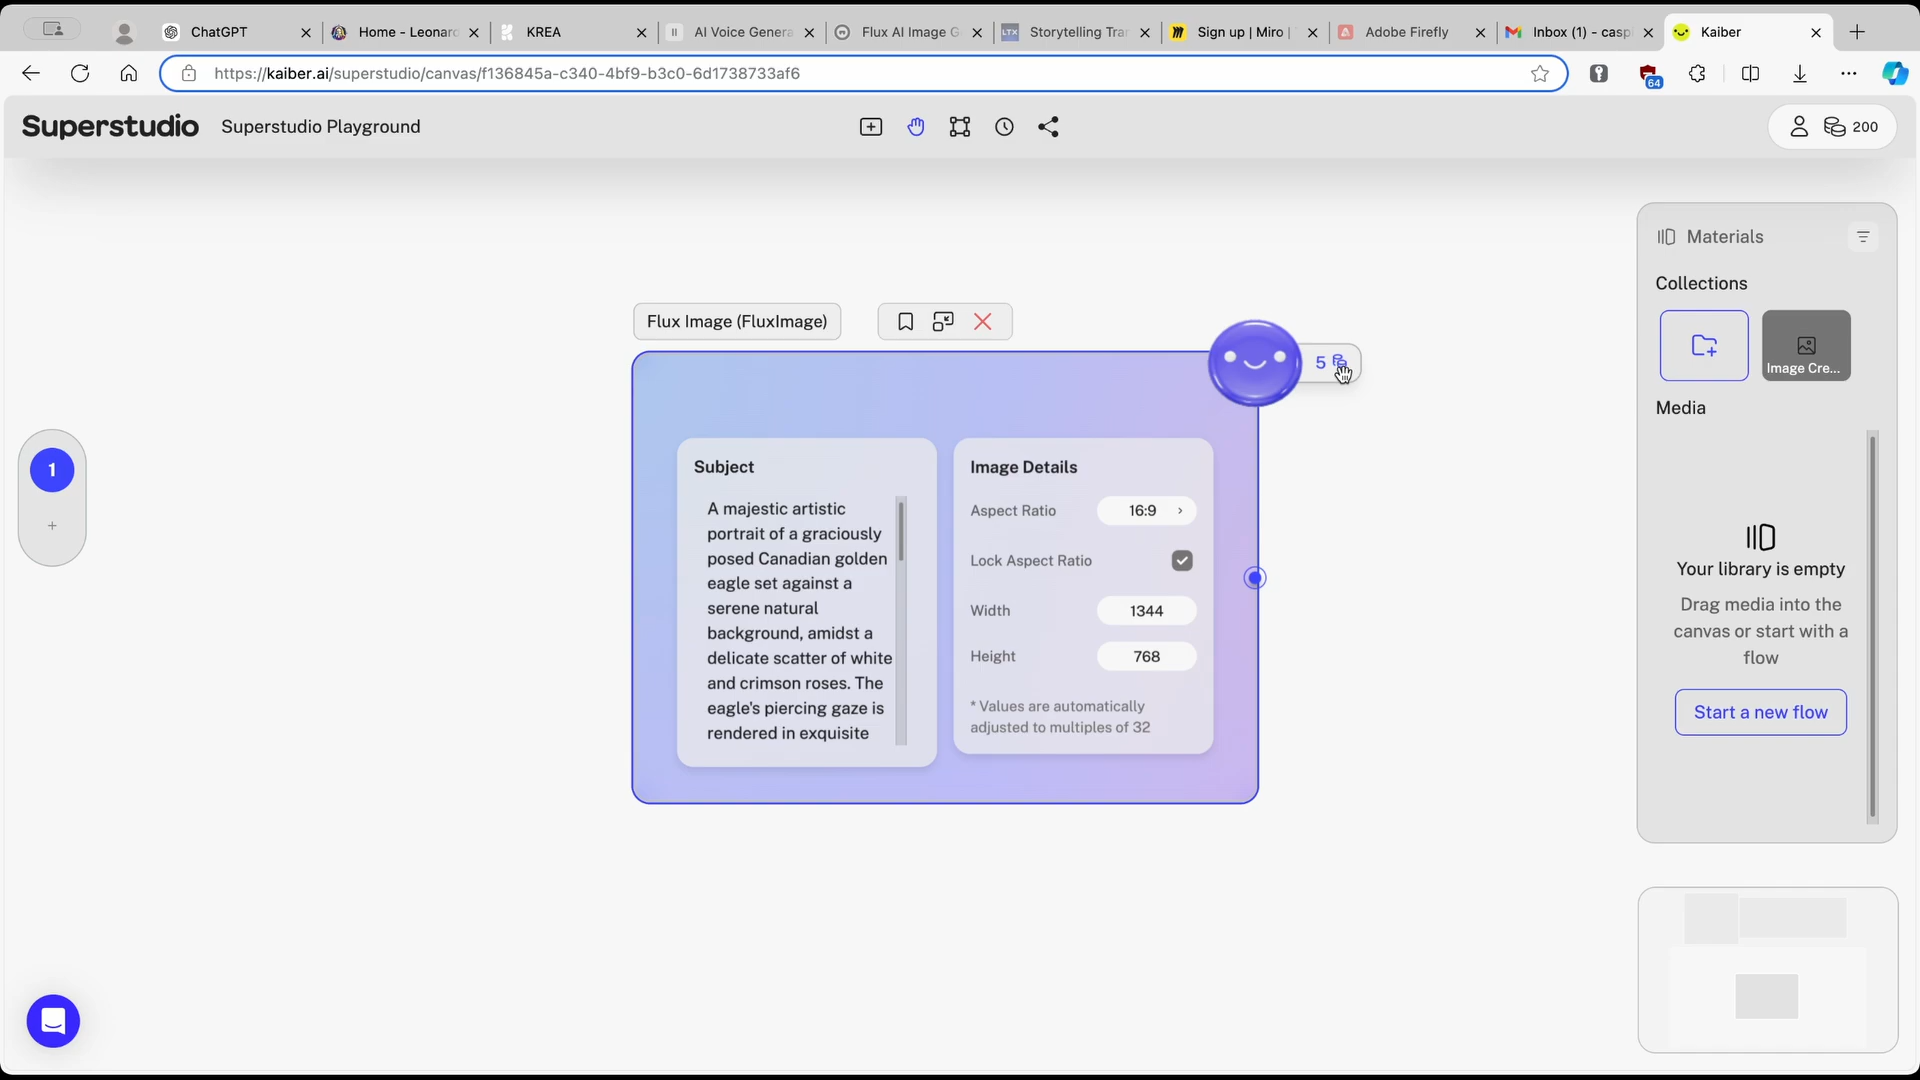 ChatGPT
Home - Leonard
KREA
AI Voice Genera
Flux AI Image G
Storytelling Tran
Sign up | Miro |
Adobe Firefly
Inbox (1) - casp
Kaiber
https://kaiber.ai/superstudio/canvas/f136845a-c340-4bf9-b3c0-6d1738733af6
64
Superstudio
Superstudio Playground
200
Materials
Collections
Image Cre...
Media
Your library is empty
Drag media into the
canvas or start with a
flow
Start a new flow
1
+
Flux Image (FluxImage)
5
Subject
A majestic artistic
portrait of a graciously
posed Canadian golden
eagle set against a
serene natural
background, amidst a
delicate scatter of white
and crimson roses. The
eagle's piercing gaze is
rendered in exquisite
Image Details
Aspect Ratio
16:9
Lock Aspect Ratio
Width
1344
Height
768
* Values are automatically
adjusted to multiples of 32